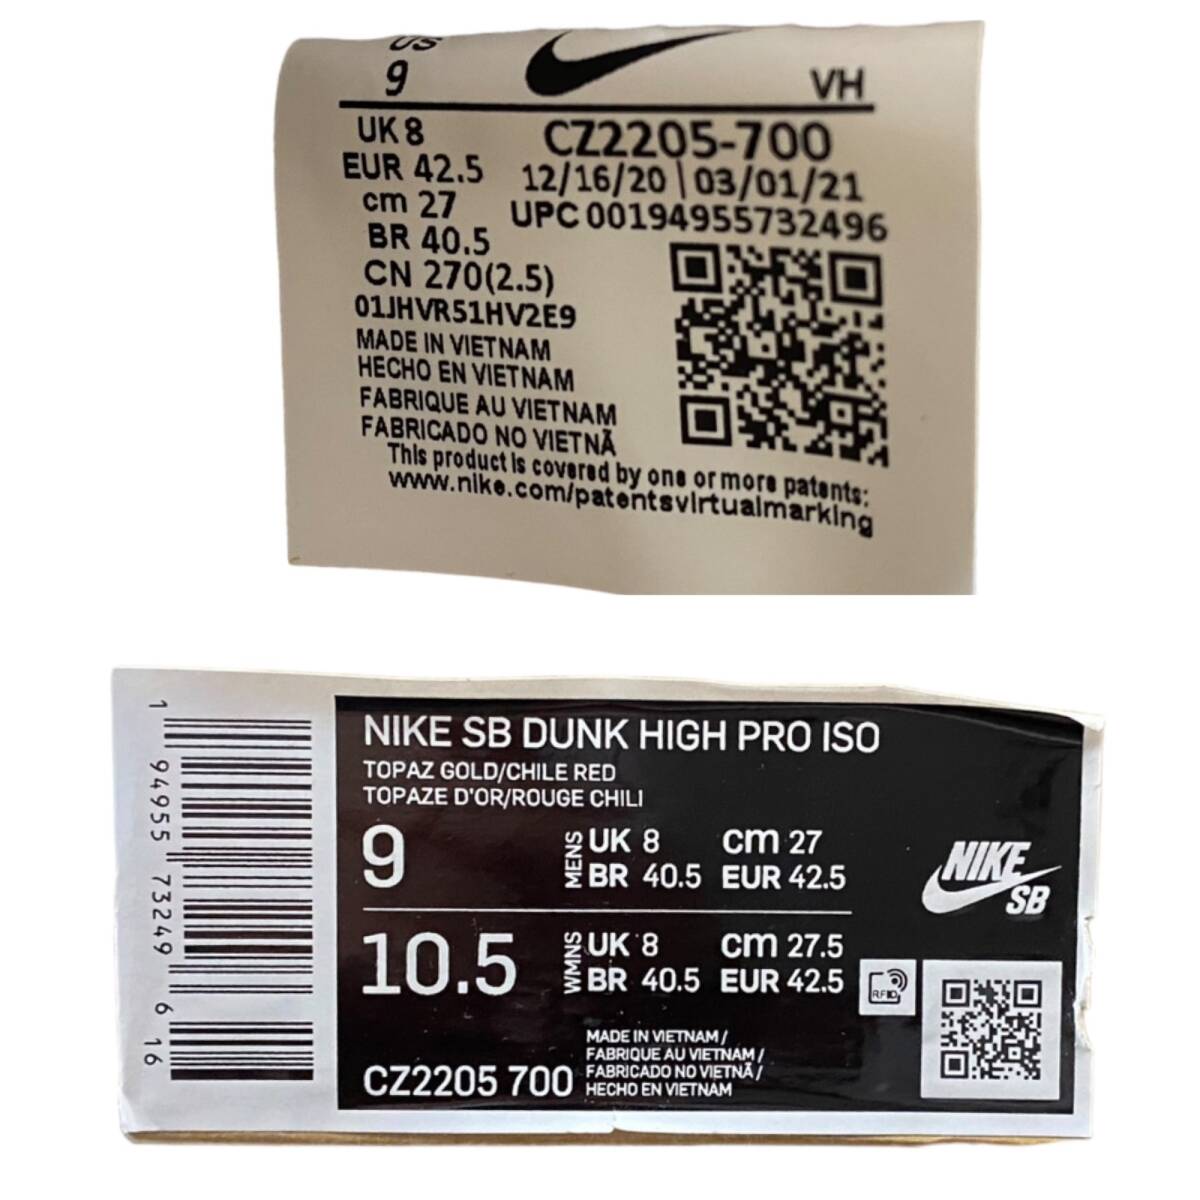 US
9
VH
UK 8
EUR 42.5
cm 27
BR 40.5
CN 270(2.5)
CZ2205-700
12/16/20 | 03/01/21
UPC 00194955732496
01JHVR51HV2E9
MADE IN VIETNAM
HECHO EN VIETNAM
FABRIQUE AU VIETNAM
FABRICADO NO VIETNÃ
This product is covered by one or more patents:
www.nike.com/patentsvirtualmarking
1 94955 73249 6 16
NIKE SB DUNK HIGH PRO ISO
TOPAZ GOLD/CHILE RED
TOPAZE D'OR/ROUGE CHILI
9 MENS UK 8 cm 27
BR 40.5 EUR 42.5
10.5 WMNS UK 8 cm 27.5
BR 40.5 EUR 42.5
NIKE
SB
RFID
CZ2205 700
MADE IN VIETNAM /
FABRIQUE AU VIETNAM /
FABRICADO NO VIETNÃ /
HECHO EN VIETNAM